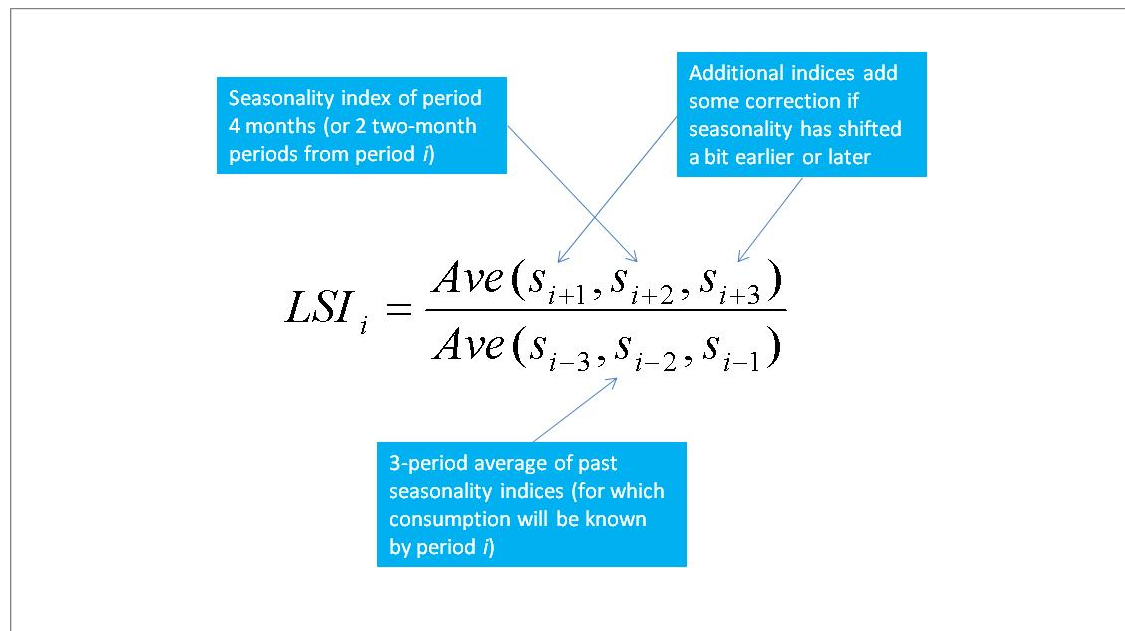 Seasonality index of period
4 months (or 2 two-month
periods from period i)
Additional indices add
some correction if
seasonality has shifted
a bit earlier or later
LSI_i = Ave(s_{i+1}, s_{i+2}, s_{i+3})
Ave(s_{i-3}, s_{i-2}, s_{i-1})
3-period average of past
seasonality indices (for which
consumption will be known
by period i)